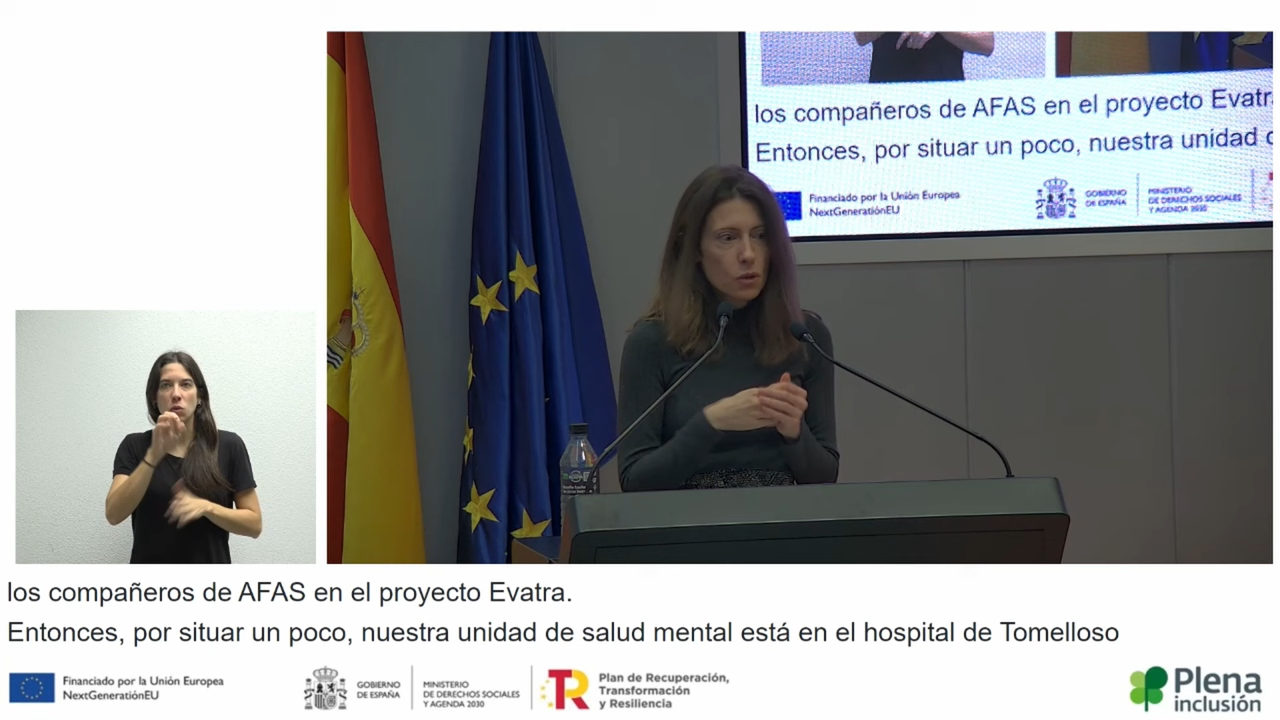 los compañeros de AFAS en el proyecto Evatr
Entonces, por situar un poco, nuestra unidad
Financiado por la Unión Europea
NextGenerationEU
GOBIERNO
DE ESPAÑA
MINISTERIO
DE DERECHOS SOCIALES
Y AGENDA 2030
los compañeros de AFAS en el proyecto Evatra.
Entonces, por situar un poco, nuestra unidad de salud mental está en el hospital de Tomelloso
Financiado por la Unión Europea
NextGenerationEU
GOBIERNO
DE ESPAÑA
MINISTERIO
DE DERECHOS SOCIALES
Y AGENDA 2030
TR
Plan de Recuperación,
Transformación
y Resiliencia
Plena
inclusión